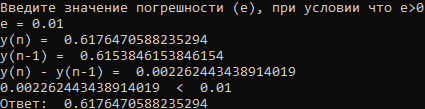 Введите значение погрешности (e), при условии что e>0
e = 0.01
y(n) =  0.6176470588235294
y(n-1) =  0.6153846153846154
y(n) - y(n-1) =  0.002262443438914019
0.002262443438914019  <  0.01
Ответ:  0.6176470588235294